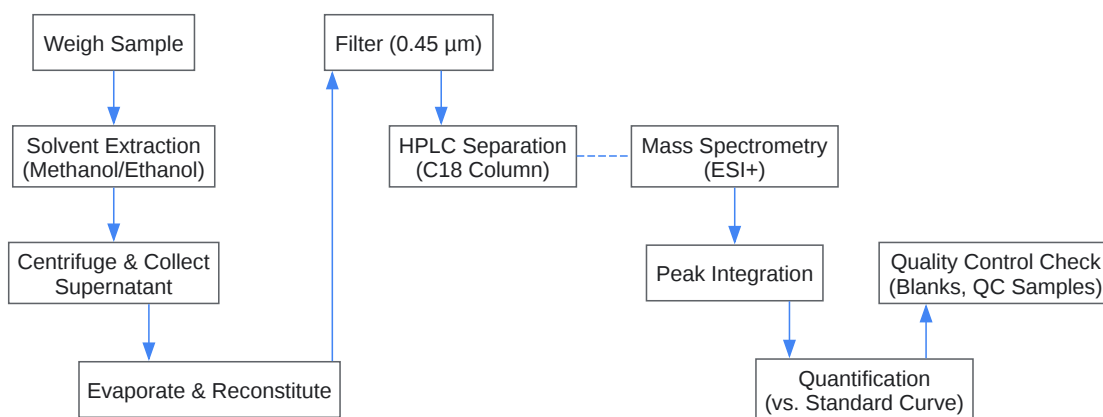 Weigh Sample
Solvent Extraction
(Methanol/Ethanol)
Centrifuge & Collect
Supernatant
Evaporate & Reconstitute
Filter (0.45 µm)
HPLC Separation
(C18 Column)
Mass Spectrometry
(ESI+)
Peak Integration
Quantification
(vs. Standard Curve)
Quality Control Check
(Blanks, QC Samples)